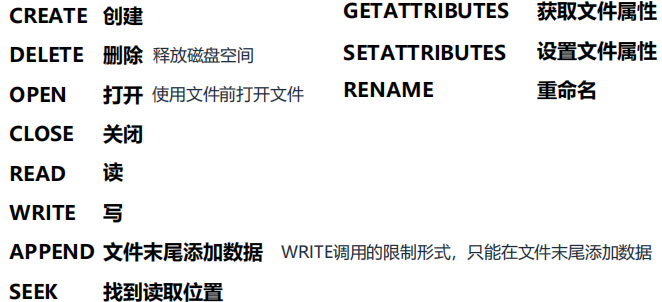 CREATE 创建
DELETE 删除 释放磁盘空间
OPEN 打开 使用文件前打开文件
CLOSE 关闭
READ 读
WRITE 写
APPEND 文件末尾添加数据 WRITE调用的限制形式，只能在文件末尾添加数据
SEEK 找到读取位置
GETATTRIBUTES 获取文件属性
SETATTRIBUTES 设置文件属性
RENAME 重命名